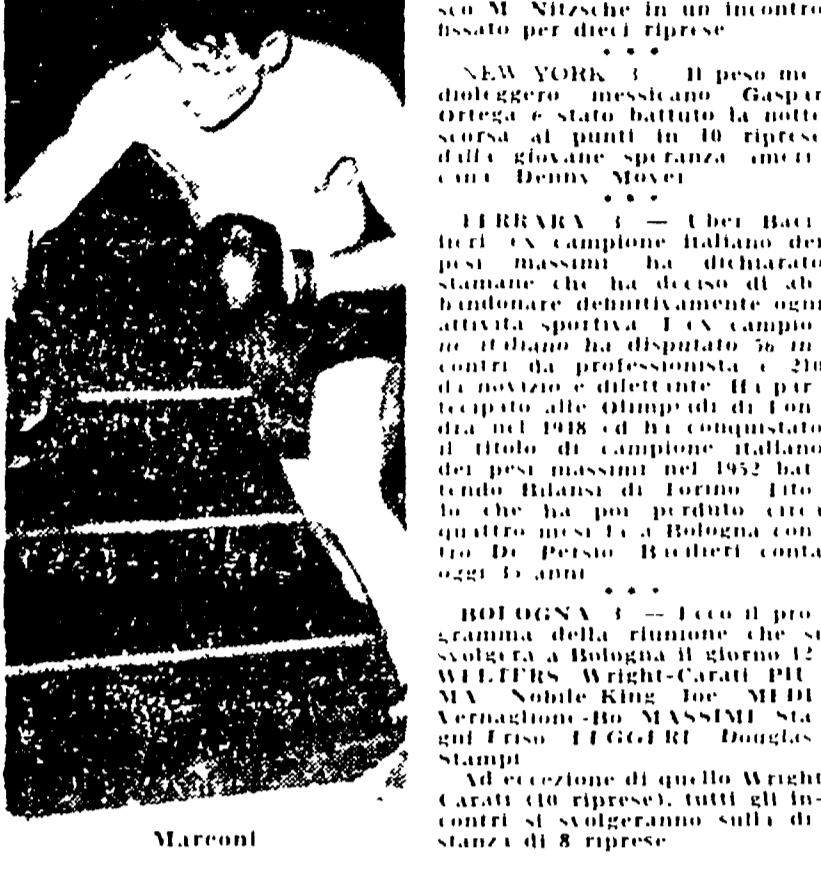 sco M Nitzsche in un incontro
fissato per dieci riprese
* * *
NEW YORK 3 Il peso me
dioleggero messicano Gaspar
Ortega e stato battuto la notte
scorsa ai punti in 10 riprese
dalla giovane speranza ameri
cana Denny Moyer
* * *
FERRARA 3 — Uber Baci
lieri ex campione italiano dei
pesi massimi ha dichiarato
stamane che ha deciso di ab
bandonare definitivamente ogni
attivita sportiva L ex campio
ne italiano ha disputato 56 in
contri da professionista e 210
da novizio e dilettante Ha par
tecipato alle Olimpiadi di Lon
dra nel 1948 ed ha conquistato
il titolo di campione italiano
dei pesi massimi nel 1952 bat
tendo Bilansi di Torino Tito
lo che ha poi perduto circa
quattro mesi fa a Bologna con
tro De Persio Bacilieri conta
oggi 35 anni
* * *
BOLOGNA 3 — Ecco il pro
gramma della riunione che si
svolgera a Bologna il giorno 12
WELTERS Wright-Carati PIU
MA Nobile-King Joe MEDI
Vernaglione-Bo MASSIMI Sta
gni Friso LEGGERI Douglas
Stampi
Ad eccezione di quello Wright
Carati (10 riprese), tutti gli in-
contri si svolgeranno sulla di
stanza di 8 riprese
Marconi